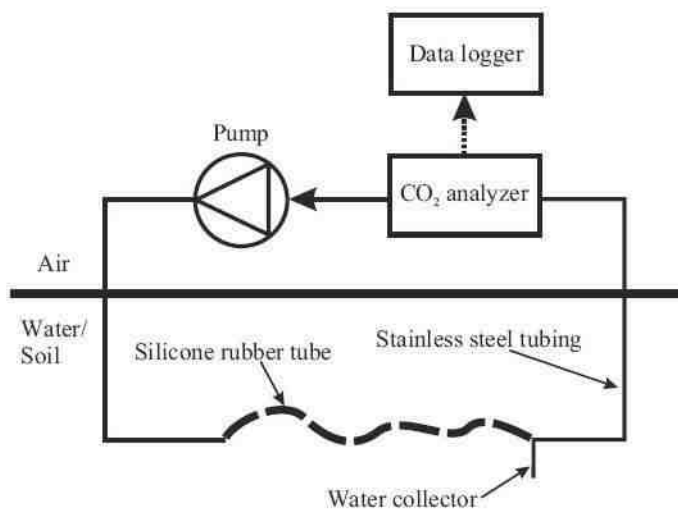 Data logger
Pump
CO₂ analyzer
Air
Water/
Soil
Silicone rubber tube
Stainless steel tubing
Water collector